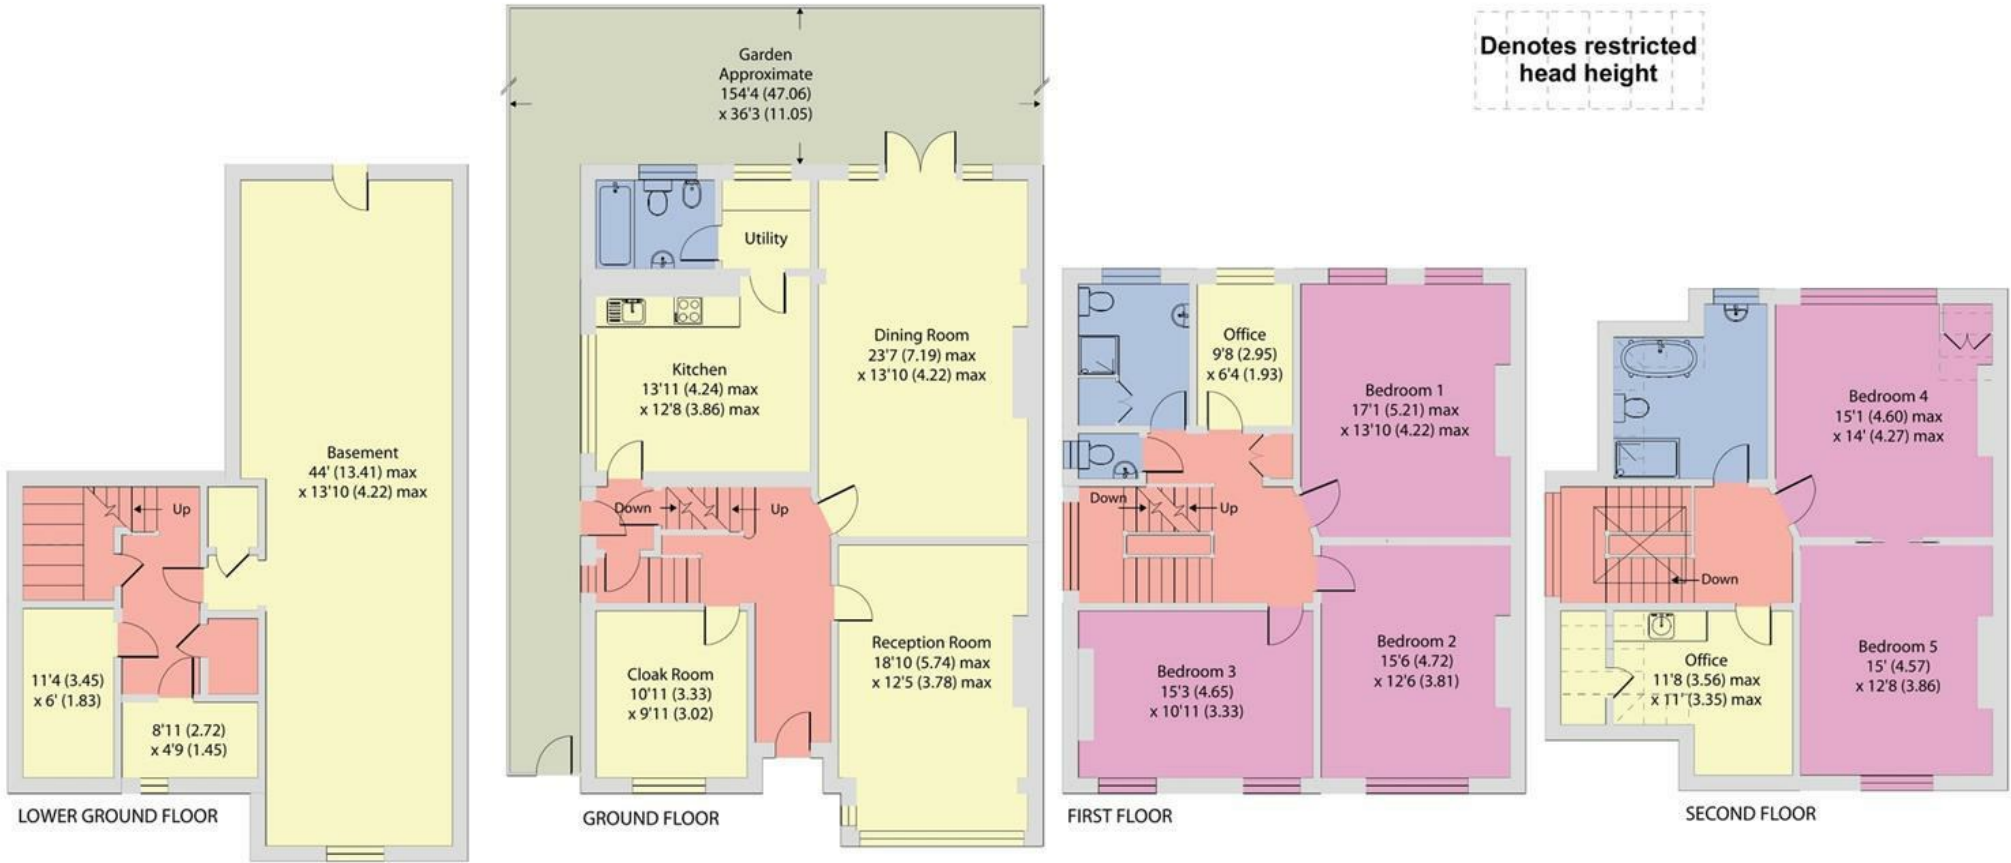 Denotes restricted
head height
Garden
Approximate
154'4 (47.06)
x 36'3 (11.05)
Basement
44' (13.41) max
x 13'10 (4.22) max
Up
11'4 (3.45)
x 6' (1.83)
8'11 (2.72)
x 4'9 (1.45)
LOWER GROUND FLOOR
Utility
Kitchen
13'11 (4.24) max
x 12'8 (3.86) max
Dining Room
23'7 (7.19) max
x 13'10 (4.22) max
Down
Up
Cloak Room
10'11 (3.33)
x 9'11 (3.02)
Reception Room
18'10 (5.74) max
x 12'5 (3.78) max
GROUND FLOOR
Office
9'8 (2.95)
x 6'4 (1.93)
Bedroom 1
17'1 (5.21) max
x 13'10 (4.22) max
Down
Up
Bedroom 3
15'3 (4.65)
x 10'11 (3.33)
Bedroom 2
15'6 (4.72)
x 12'6 (3.81)
FIRST FLOOR
Bedroom 4
15'1 (4.60) max
x 14' (4.27) max
Down
Office
11'8 (3.56) max
x 11' (3.35) max
Bedroom 5
15' (4.57)
x 12'8 (3.86)
SECOND FLOOR